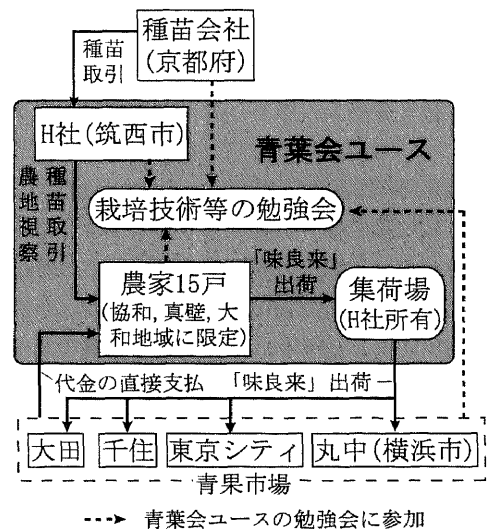 種苗会社
(京都府)
種苗
取引
H社(筑西市)
青葉会ユース
種苗取引
農地視察
栽培技術等の勉強会
農家15戸
(協和, 真壁, 大
和地域に限定)
「味良来」
出荷
集荷場
(H社所有)
代金の直接支払
「味良来」出荷
大田
千住
東京シティ
丸中(横浜市)
青果市場
青葉会ユースの勉強会に参加